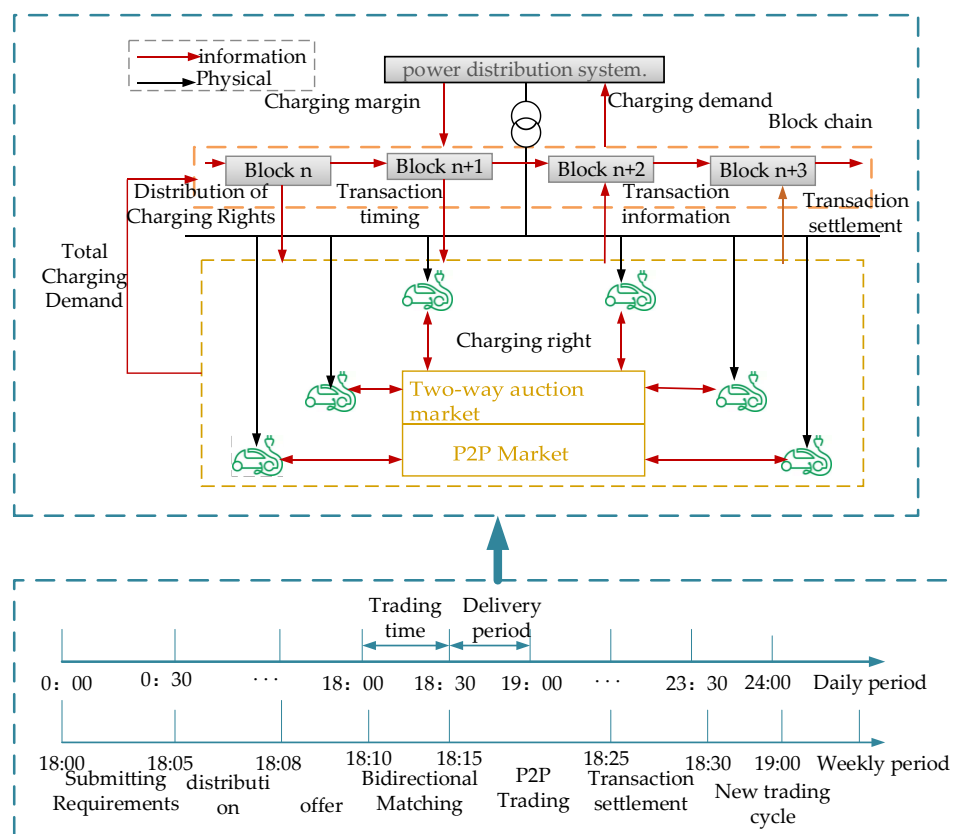 information
Physical
power distribution system.
Charging margin
Charging demand
Block chain
Block n
Block n+1
Block n+2
Block n+3
Distribution of
Charging Rights
Transaction
timing
Transaction
information
Transaction
settlement
Total
Charging
Demand
Charging right
Two-way auction
market
P2P Market
Trading
time
Delivery
period
0：00
0：30
···
18：00
18：30
19：00
···
23：30
24:00
Daily period
18:00
18:05
18:08
18:10
18:15
18:25
18:30
19:00
Weekly period
Submitting
Requirements
distributi
on
offer
Bidirectional
Matching
P2P
Trading
Transaction
settlement
New trading
cycle